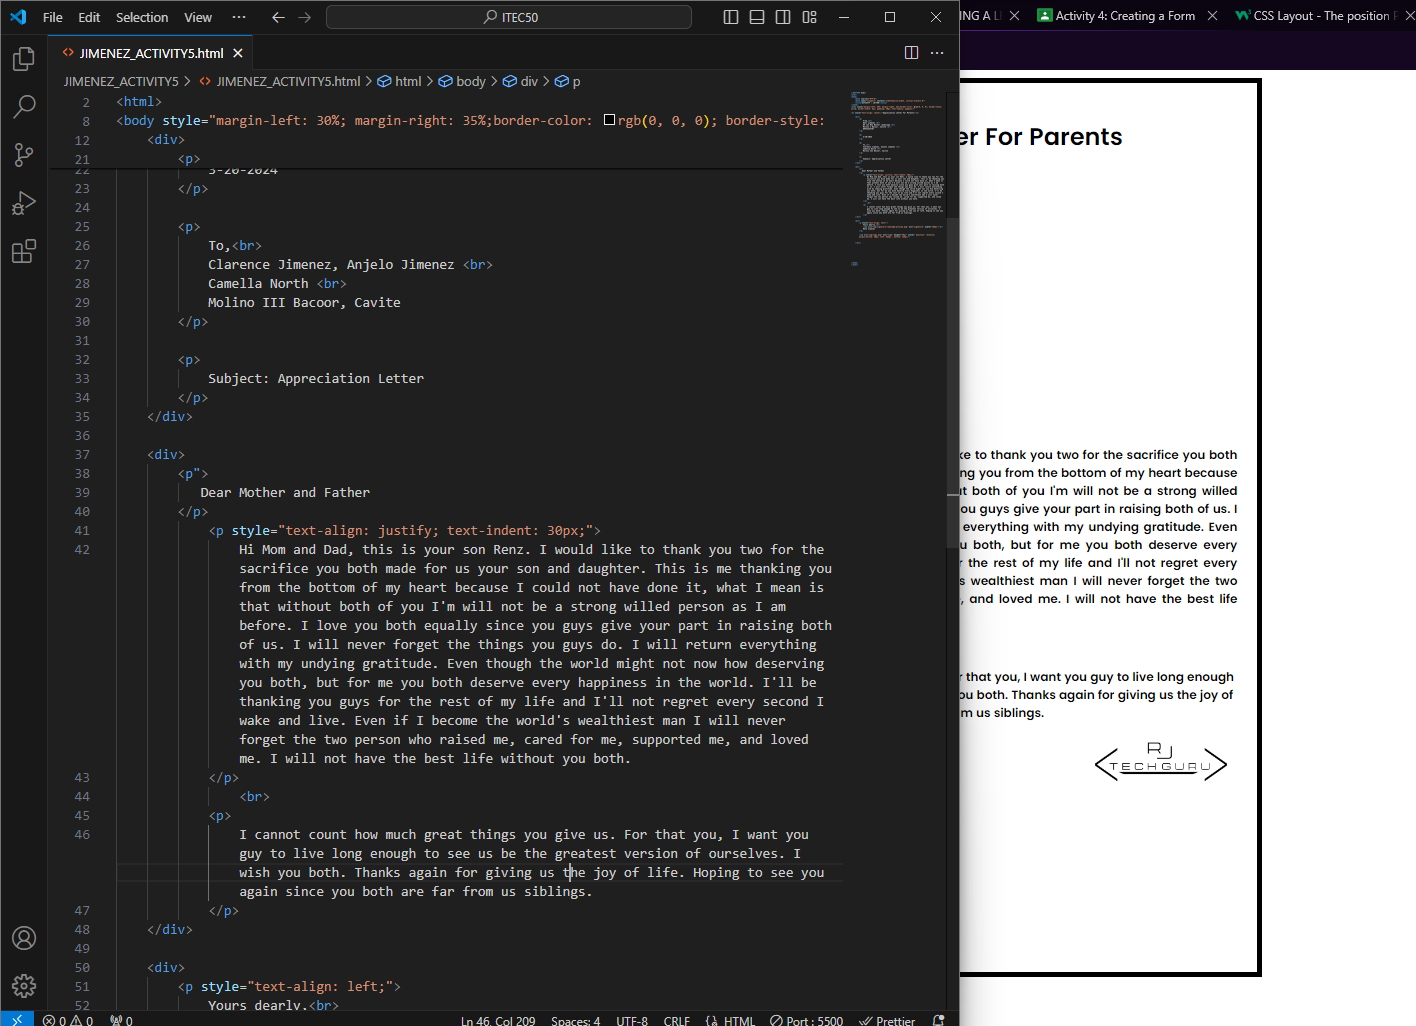 File Edit Selection View ··· ITEC50
JIMENEZ_ACTIVITY5.html
JIMENEZ_ACTIVITY5 > JIMENEZ_ACTIVITY5.html > html > body > div > p
2 <html>
8 <body style="margin-left: 30%; margin-right: 35%;border-color: rgb(0, 0, 0); border-style:
12 <div>
21 <p>
22 3-20-2024
23 </p>
24
25 <p>
26 To,<br>
27 Clarence Jimenez, Anjelo Jimenez <br>
28 Camella North <br>
29 Molino III Bacoor, Cavite
30 </p>
31
32 <p>
33 Subject: Appreciation Letter
34 </p>
35 </div>
36
37 <div>
38 <p">
39 Dear Mother and Father
40 </p>
41 <p style="text-align: justify; text-indent: 30px;">
42 Hi Mom and Dad, this is your son Renz. I would like to thank you two for the
sacrifice you both made for us your son and daughter. This is me thanking you
from the bottom of my heart because I could not have done it, what I mean is
that without both of you I'm will not be a strong willed person as I am
before. I love you both equally since you guys give your part in raising both
of us. I will never forget the things you guys do. I will return everything
with my undying gratitude. Even though the world might not now how deserving
you both, but for me you both deserve every happiness in the world. I'll be
thanking you guys for the rest of my life and I'll not regret every second I
wake and live. Even if I become the world's wealthiest man I will never
forget the two person who raised me, cared for me, supported me, and loved
me. I will not have the best life without you both.
43 </p>
44 <br>
45 <p>
46 I cannot count how much great things you give us. For that you, I want you
guy to live long enough to see us be the greatest version of ourselves. I
wish you both. Thanks again for giving us the joy of life. Hoping to see you
again since you both are far from us siblings.
47 </p>
48 </div>
49
50 <div>
51 <p style="text-align: left;">
52 Yours dearly,<br>
0 0 0 Ln 46, Col 209 Spaces: 4 UTF-8 CRLF HTML Port : 5500 Prettier
NG A L Activity 4: Creating a Form CSS Layout - The position P
er For Parents
ke to thank you two for the sacrifice you both
ng you from the bottom of my heart because
t both of you I'm will not be a strong willed
ou guys give your part in raising both of us. I
everything with my undying gratitude. Even
u both, but for me you both deserve every
r the rest of my life and I'll not regret every
s wealthiest man I will never forget the two
, and loved me. I will not have the best life
r that you, I want you guy to live long enough
ou both. Thanks again for giving us the joy of
m us siblings.
RJ
TECHGURU